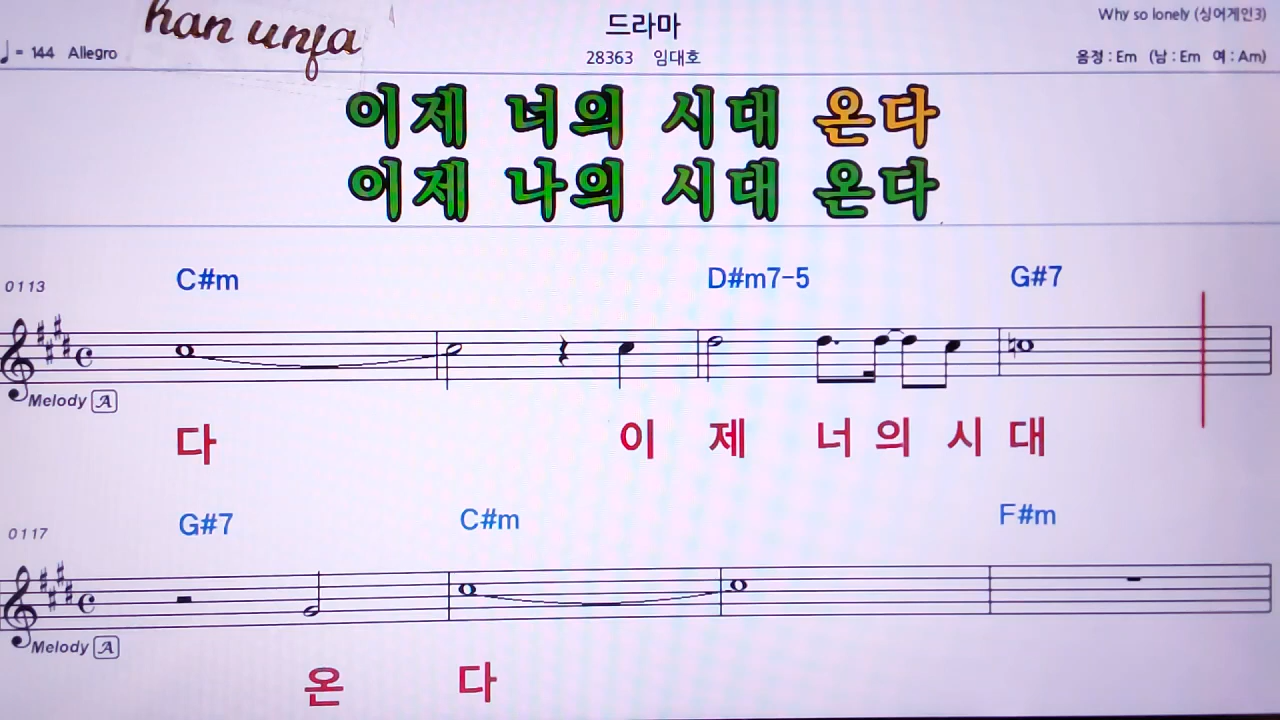 han unfa
드라마
Why so lonely (싱어게인3)
♩ = 144 Allegro
28363 임대호
음정 : Em (남 : Em 여 : Am)
이제 너의 시대 온다
이제 나의 시대 온다
0113 C#m D#m7-5 G#7
Melody A
다 이 제 너 의 시 대
0117 G#7 C#m F#m
Melody A
온 다